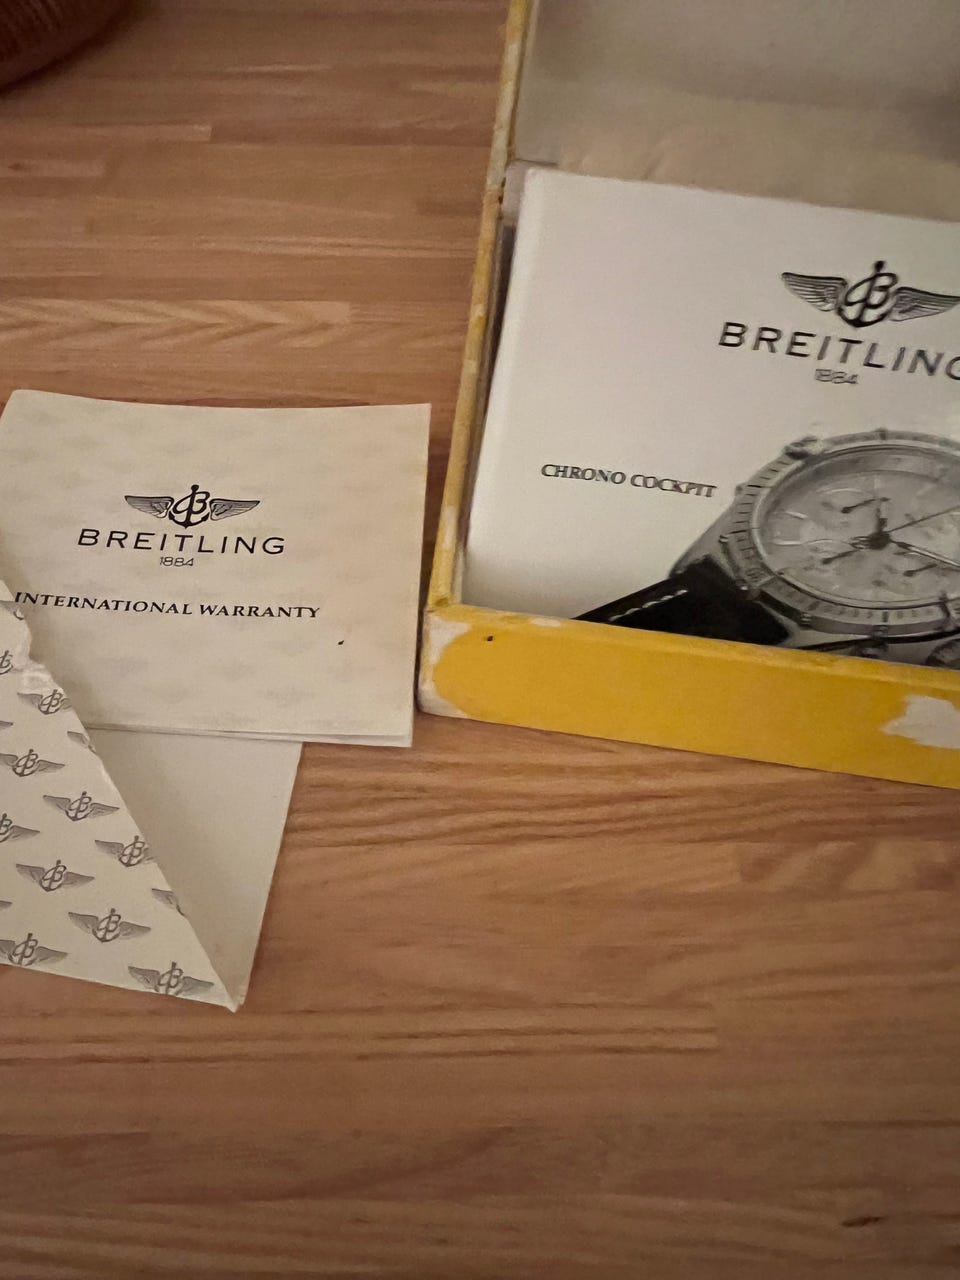 BREITLING
1884
INTERNATIONAL WARRANTY
BREITLING
1884
CHRONO COCKPIT